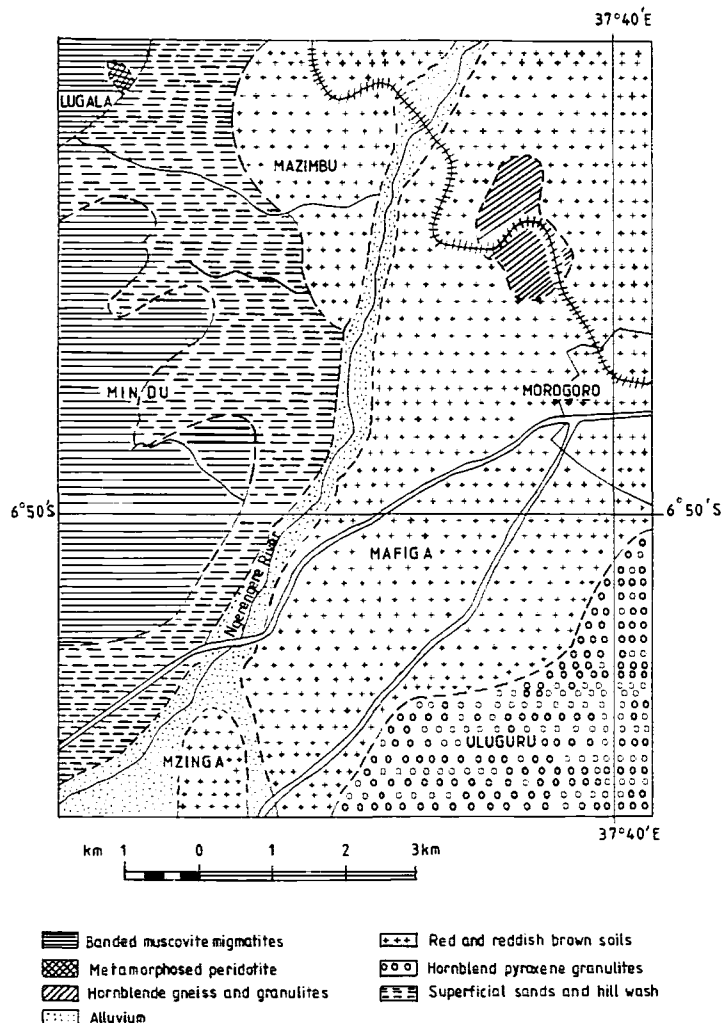 37°40'E
LUGALA
MAZIMBU
MINDU
MOROGORO
6°50'S
6°50'S
MAFIGA
Ngerengere River
ULUGURU
MZINGA
37°40'E
km 1 0 1 2 3km
Banded muscovite migmatites
Metamorphosed peridotite
Hornblende gneiss and granulites
Alluvium
Red and reddish brown soils
Hornblend pyroxene granulites
Superficial sands and hill wash